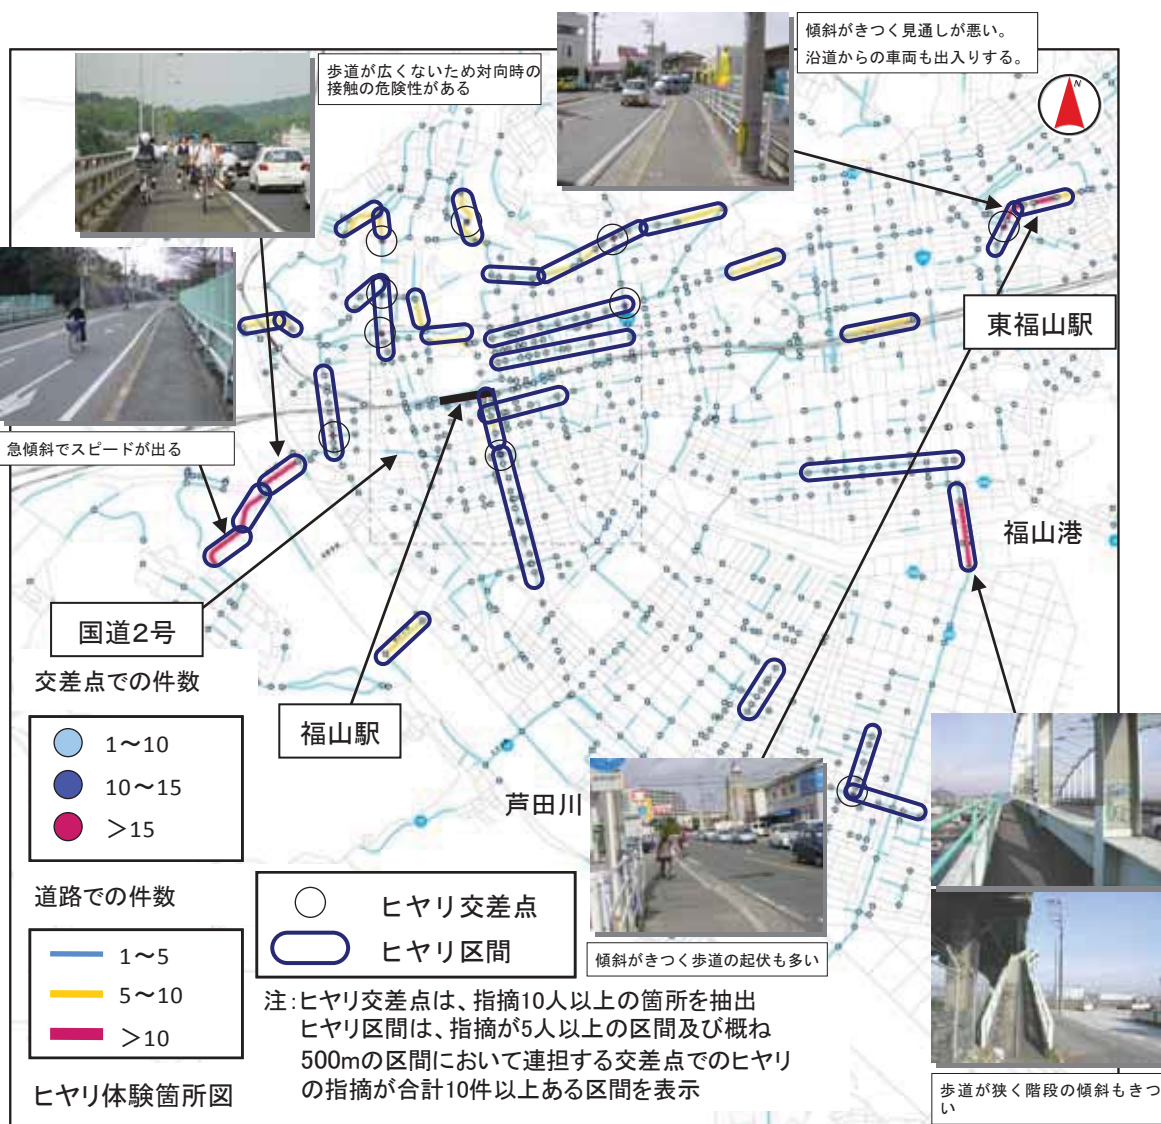 歩道が広くないため対向時の
接触の危険性がある
傾斜がきつく見通しが悪い。
沿道からの車両も出入りする。
N
東福山駅
急傾斜でスピードが出る
福山港
国道2号
福山駅
芦田川
交差点での件数
1～10
10～15
＞15
道路での件数
1～5
5～10
＞10
ヒヤリ体験箇所図
ヒヤリ交差点
ヒヤリ区間
傾斜がきつく歩道の起伏も多い
注：ヒヤリ交差点は、指摘10人以上の箇所を抽出
ヒヤリ区間は、指摘が5人以上の区間及び概ね
500mの区間において連担する交差点でのヒヤリ
の指摘が合計10件以上ある区間を表示
歩道が狭く階段の傾斜もきつ
い